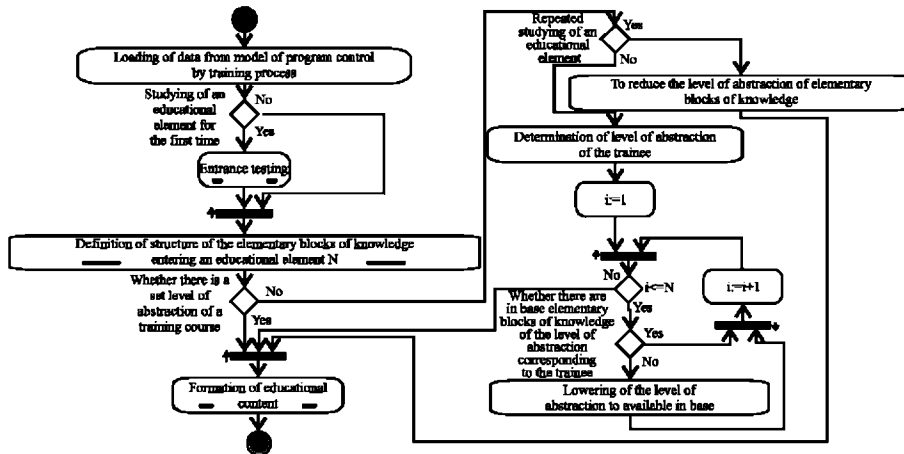 Loading of data from model of program control
by training process
Studying of an
educational
element for
the first time
No
Yes
Entrance testing
Definition of structure of the elementary blocks of knowledge
entering an educational element N
Whether there is a
set level of
abstraction of a
training course
No
Yes
Formation of educational
content
Repeated
studying of an
educational
element
Yes
No
To reduce the level of abstraction of elementary
blocks of knowledge
Determination of level of abstraction
of the trainee
i:=1
No
i<=N
Yes
i:=i+1
Whether there are
in base elementary
blocks of knowledge
of the level of
abstraction
corresponding
to the trainee
Yes
No
Lowering of the level of
abstraction to available in base